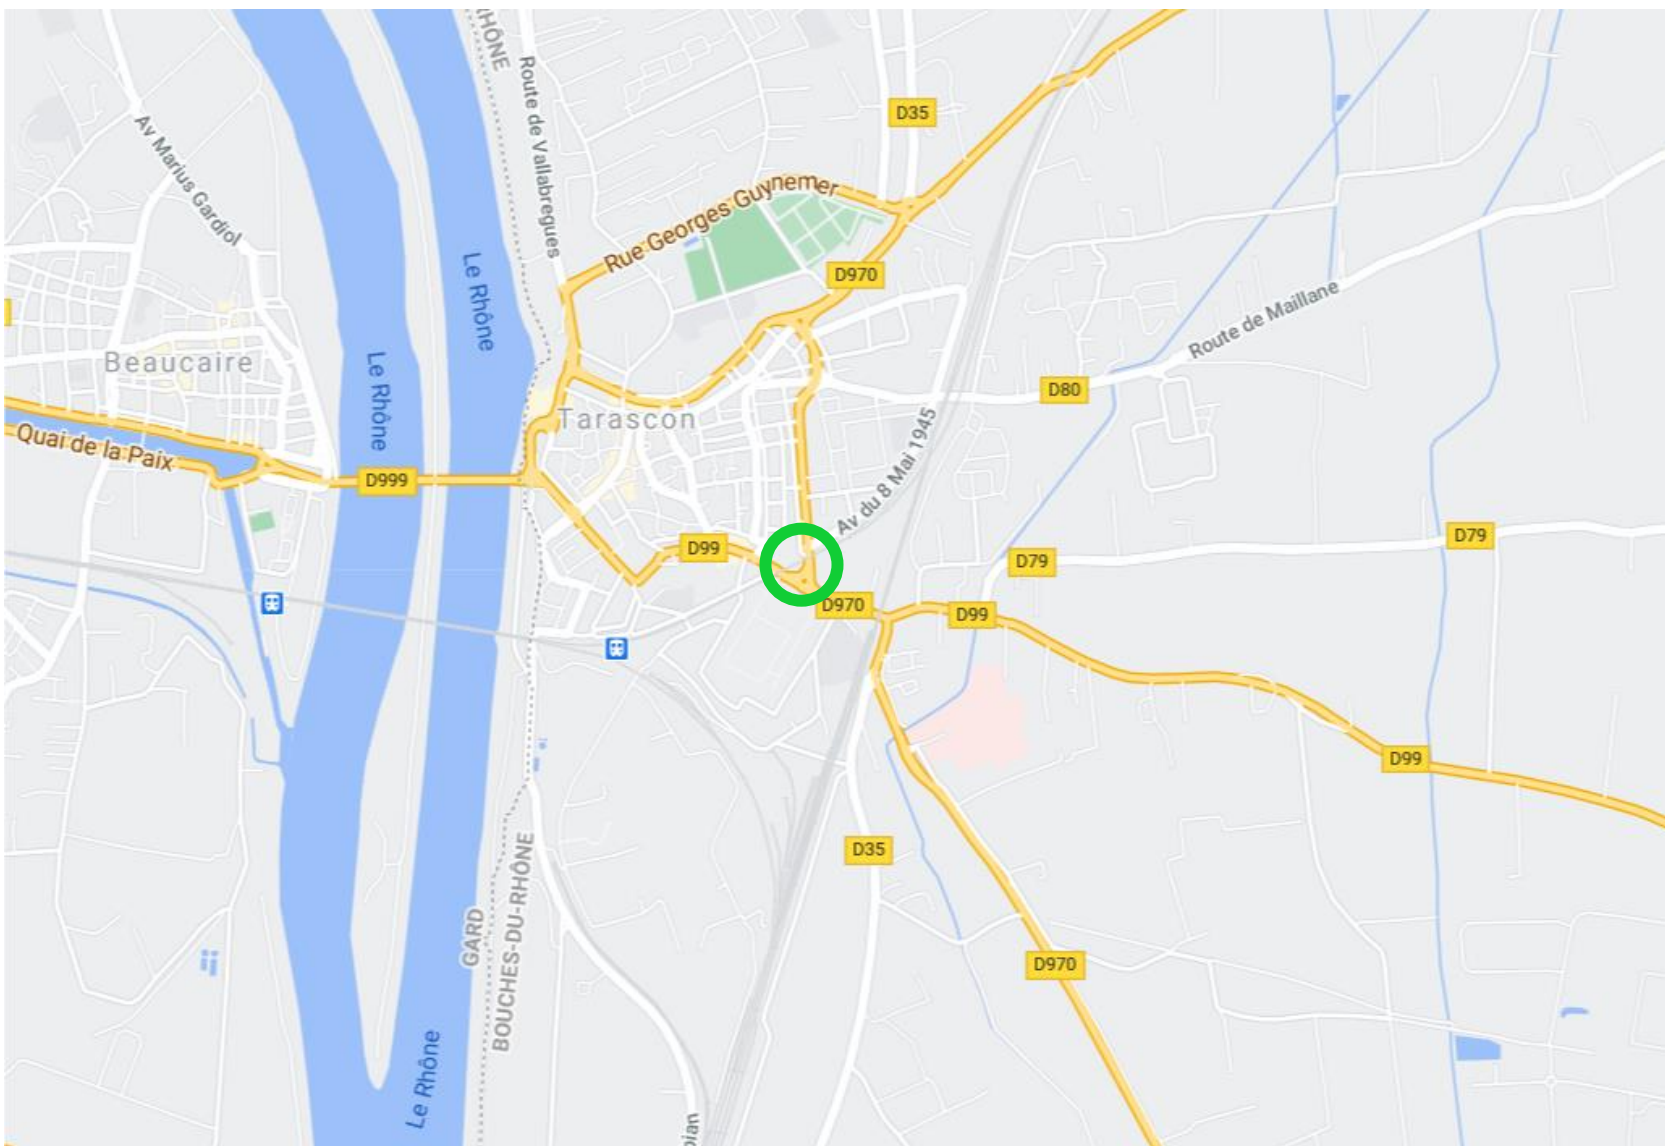 RHÔNE
Route de Vallabregues
D35
Av Marius Gardiol
Rue Georges Guynemer
D970
Le Rhône
Route de Maillane
Beaucaire
Le Rhône
D80
Tarascon
Quai de la Paix
D999
Av du 8 Mai 1945
D99
D79
D79
D970
D99
D99
D35
GARD
BOUCHES-DU-RHÔNE
D970
Le Rhône